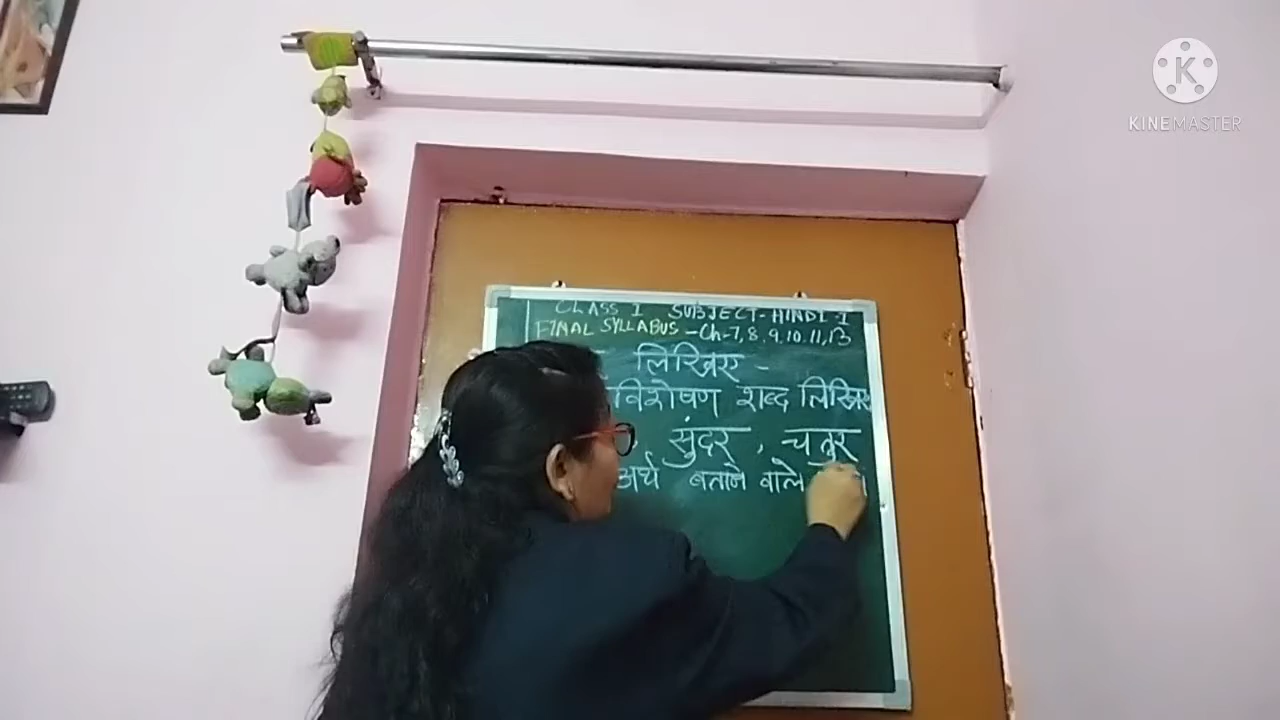 KINEMASTER
CLASS I SUBJECT-HINDI-I
FINAL SYLLABUS - Ch-7,8,9,10,11,13
लिखिए -
विशेषण शब्द लिखिए
, सुंदर, चतुर
अर्थ बताने वाले